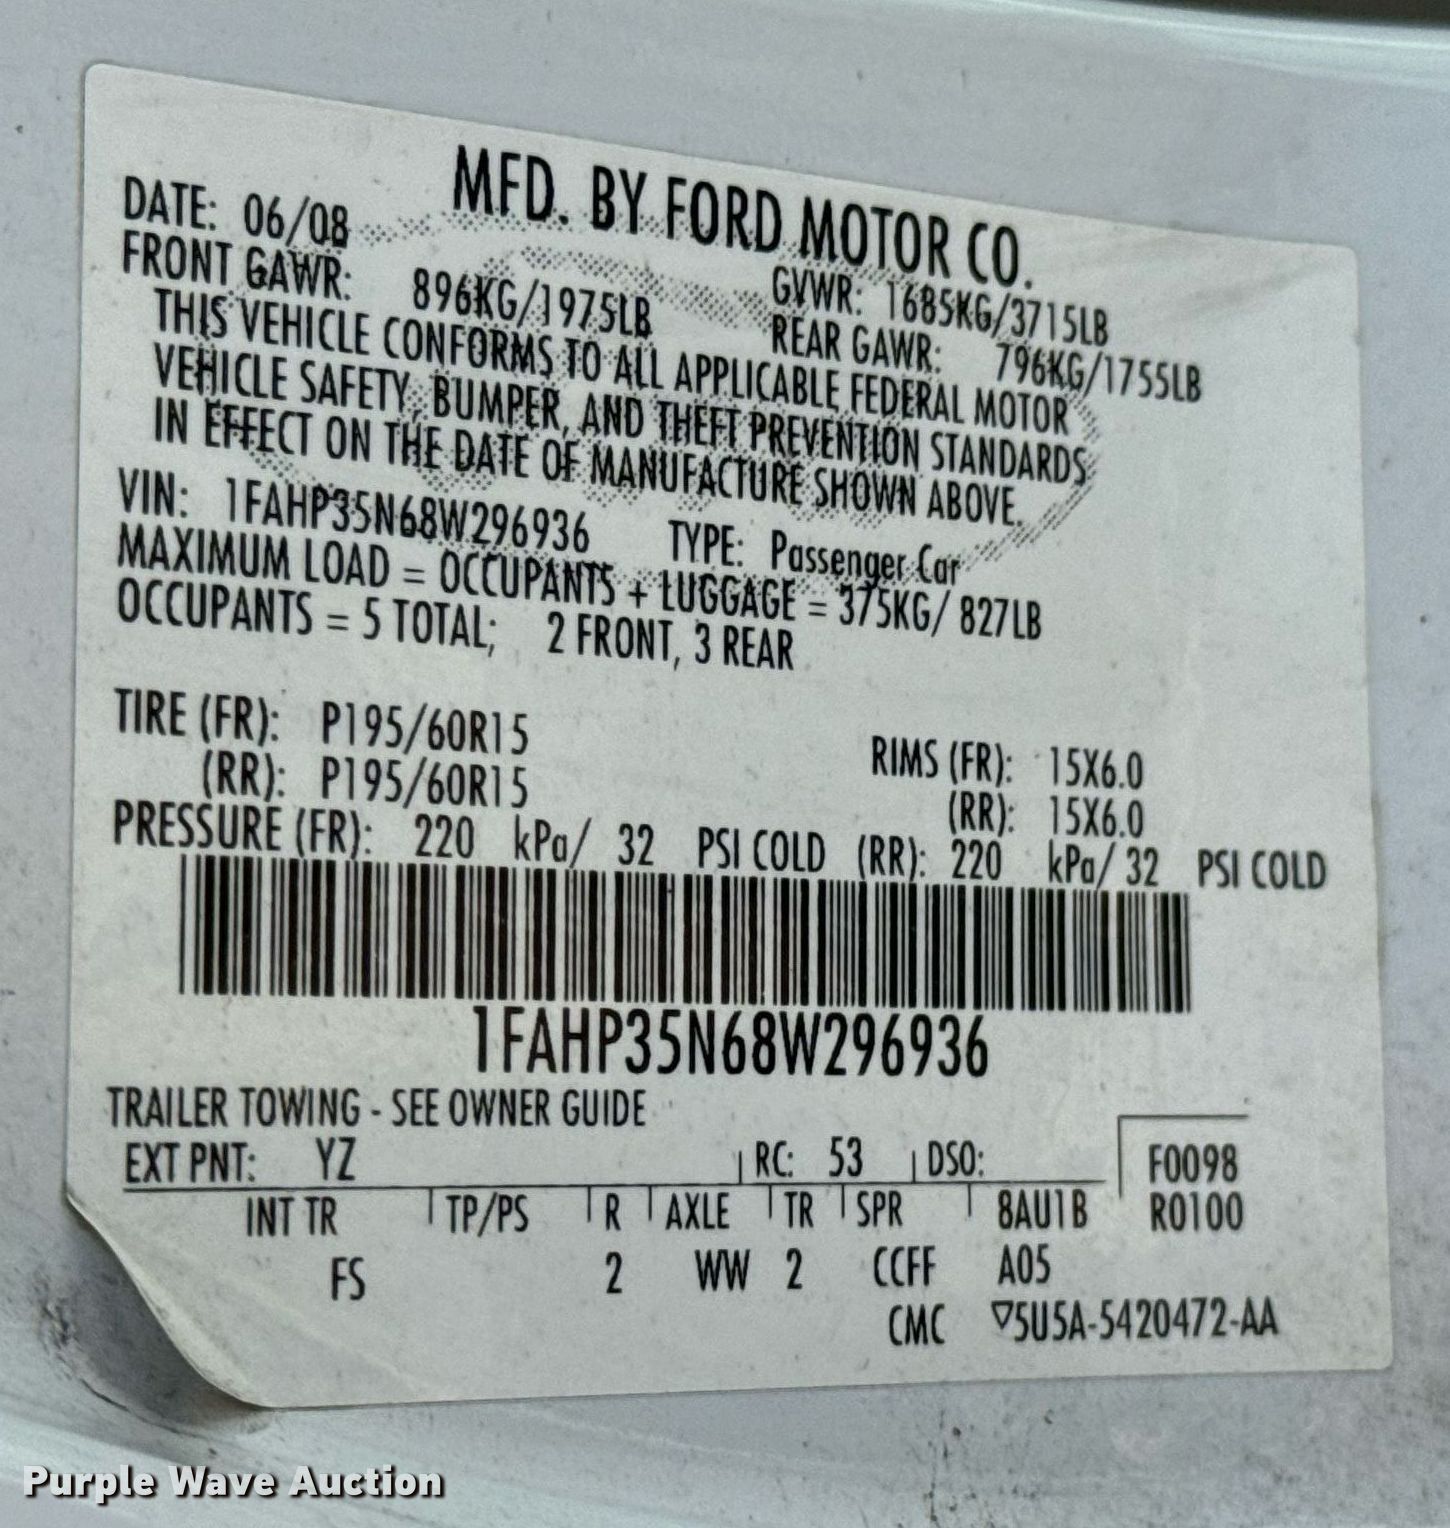 MFD. BY FORD MOTOR CO.
DATE: 06/08
GVWR: 1685KG/3715LB
FRONT GAWR: 896KG/1975LB
REAR GAWR: 796KG/1755LB
THIS VEHICLE CONFORMS TO ALL APPLICABLE FEDERAL MOTOR
VEHICLE SAFETY, BUMPER, AND THEFT PREVENTION STANDARDS
IN EFFECT ON THE DATE OF MANUFACTURE SHOWN ABOVE.
VIN: 1FAHP35N68W296936 TYPE: Passenger Car
MAXIMUM LOAD = OCCUPANTS + LUGGAGE = 375KG/ 827LB
OCCUPANTS = 5 TOTAL; 2 FRONT, 3 REAR
TIRE (FR): P195/60R15 RIMS (FR): 15X6.0
(RR): P195/60R15 (RR): 15X6.0
PRESSURE (FR): 220 kPa/ 32 PSI COLD (RR): 220 kPa/ 32 PSI COLD
1FAHP35N68W296936
TRAILER TOWING - SEE OWNER GUIDE
EXT PNT: YZ RC: 53 DSO: F0098
INT TR TP/PS R AXLE TR SPR 8AU1B R0100
FS 2 WW 2 CCFF A05
CMC ▽5U5A-5420472-AA
Purple Wave Auction